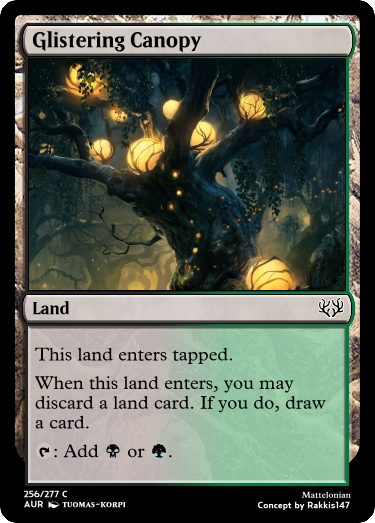 Glistering Canopy
Land
This land enters tapped.
When this land enters, you may
discard a land card. If you do, draw
a card.
: Add or .
256/277 C
Mattelonian
AUR TUOMAS-KORPI
Concept by Rakkis147